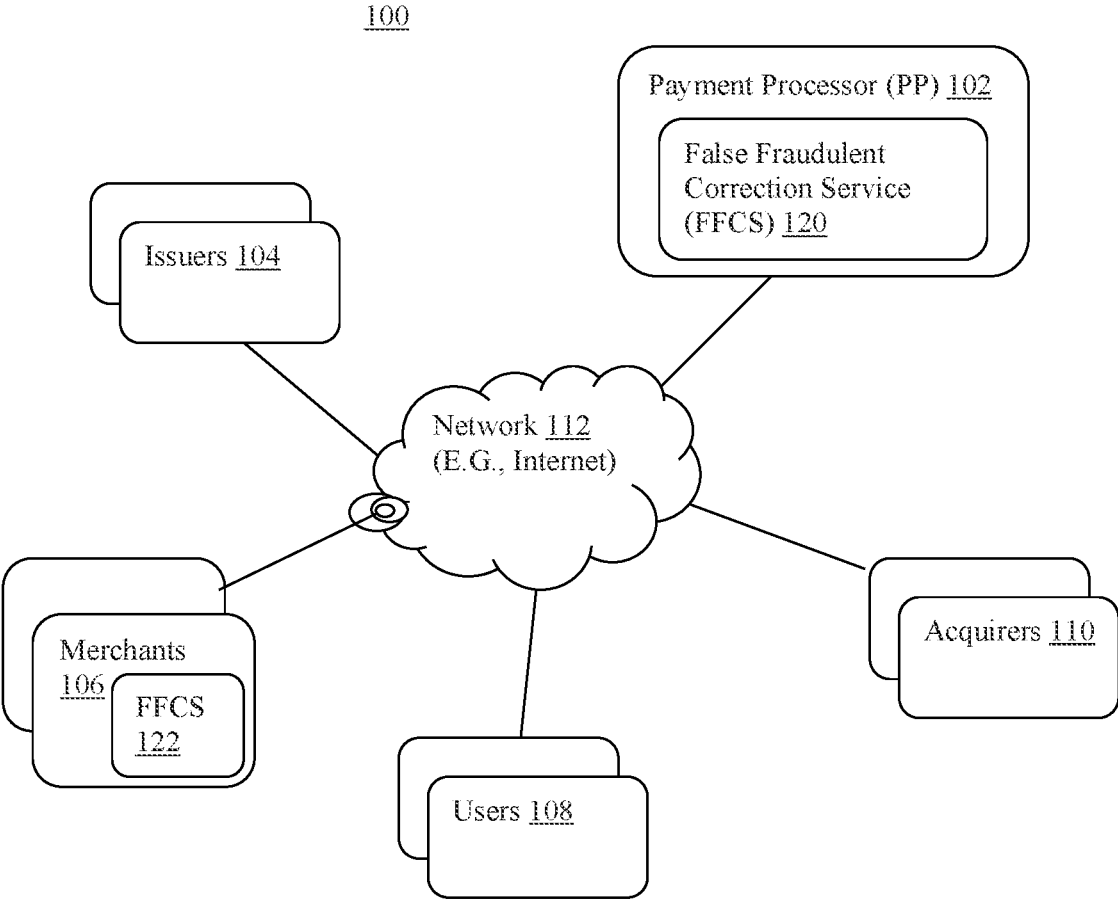 100
Payment Processor (PP) 102
False Fraudulent
Correction Service
(FFCS) 120
Issuers 104
Network 112
(E.G., Internet)
Merchants
106
FFCS
122
Acquirers 110
Users 108